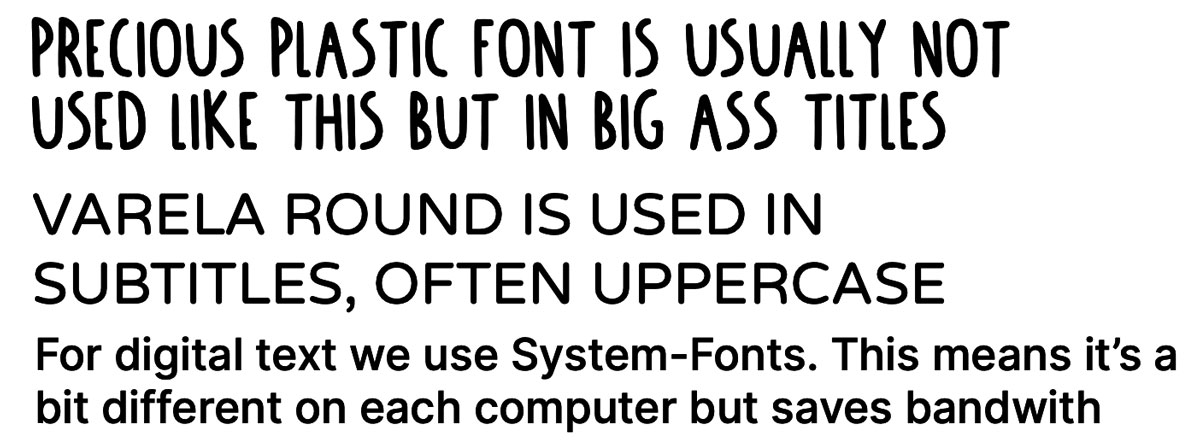 PRECIOUS PLASTIC FONT IS USUALLY NOT
USED LIKE THIS BUT IN BIG ASS TITLES
VARELA ROUND IS USED IN
SUBTITLES, OFTEN UPPERCASE
For digital text we use System-Fonts. This means it’s a
bit different on each computer but saves bandwith